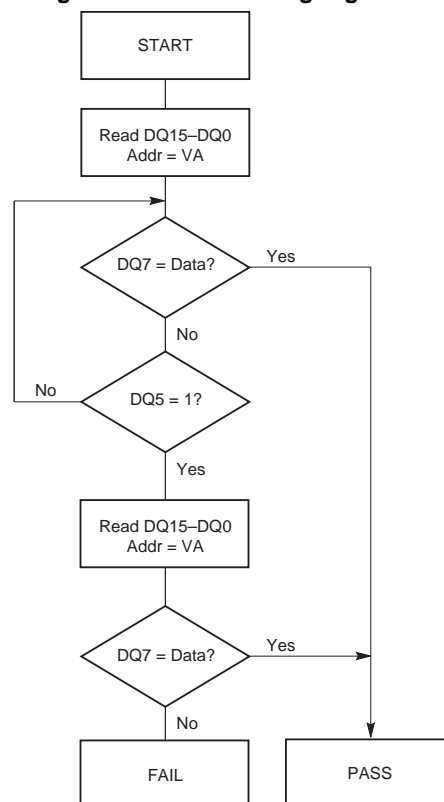 START
Read DQ15–DQ0
Addr = VA
DQ7 = Data?
Yes
No
No
DQ5 = 1?
Yes
Read DQ15–DQ0
Addr = VA
DQ7 = Data?
Yes
No
FAIL
PASS